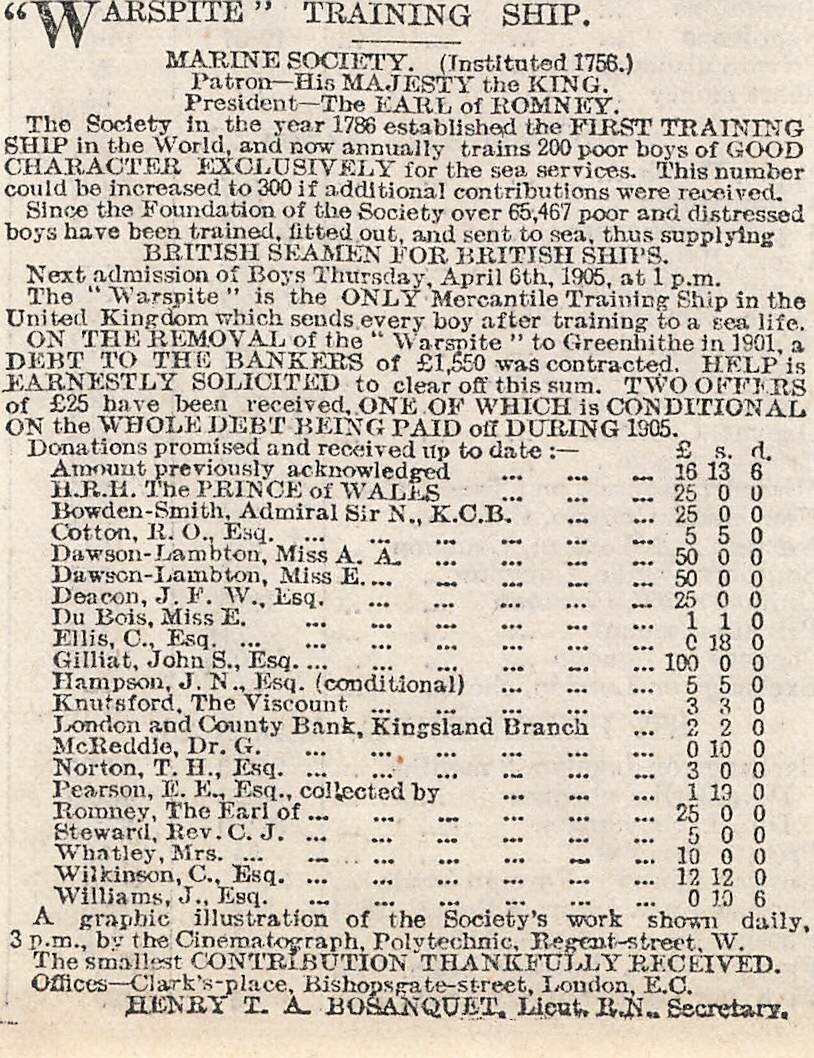 "WARSPITE" TRAINING SHIP.
MARINE SOCIETY. (Instituted 1756.)
Patron—His MAJESTY the KING.
President—The EARL of ROMNEY.
The Society in the year 1786 established the FIRST TRAINING
SHIP in the World, and now annually trains 200 poor boys of GOOD
CHARACTER EXCLUSIVELY for the sea services. This number
could be increased to 300 if additional contributions were received.
Since the Foundation of the Society over 65,467 poor and distressed
boys have been trained, fitted out, and sent to sea, thus supplying
BRITISH SEAMEN FOR BRITISH SHIPS.
Next admission of Boys Thursday, April 6th, 1905, at 1 p.m.
The "Warspite" is the ONLY Mercantile Training Ship in the
United Kingdom which sends every boy after training to a sea life.
ON THE REMOVAL of the "Warspite" to Greenhithe in 1901, a
DEBT TO THE BANKERS of £1,550 was contracted. HELP is
EARNESTLY SOLICITED to clear off this sum. TWO OFFERS
of £25 have been received, ONE OF WHICH is CONDITIONAL
ON the WHOLE DEBT BEING PAID off DURING 1905.
Donations promised and received up to date :— £ s. d.
Amount previously acknowledged ... ... ... 16 13 6
H.R.H. The PRINCE of WALES ... ... ... 25 0 0
Bowden-Smith, Admiral Sir N., K.C.B. ... ... 25 0 0
Cotton, R. O., Esq. ... ... ... ... ... ... 5 5 0
Dawson-Lambton, Miss A. A. ... ... ... ... 50 0 0
Dawson-Lambton, Miss E. ... ... ... ... ... 50 0 0
Deacon, J. F. W., Esq. ... ... ... ... ... 25 0 0
Du Bois, Miss E. ... ... ... ... ... ... 1 1 0
Ellis, C., Esq. ... ... ... ... ... ... ... 0 18 0
Gilliat, John S., Esq. ... ... ... ... ... ... 100 0 0
Hampson, J. N., Esq. (conditional) ... ... ... 5 5 0
Knutsford, The Viscount ... ... ... ... ... 3 3 0
London and County Bank, Kingsland Branch ... 2 2 0
McReddie, Dr. G. ... ... ... ... ... ... 0 10 0
Norton, T. H., Esq. ... ... ... ... ... ... 3 0 0
Pearson, E. E., Esq., collected by ... ... ... 1 19 0
Romney, The Earl of ... ... ... ... ... ... 25 0 0
Steward, Rev. C. J. ... ... ... ... ... ... 5 0 0
Whatley, Mrs. ... ... ... ... ... ... ... 10 0 0
Wilkinson, C., Esq. ... ... ... ... ... ... 12 12 0
Williams, J., Esq. ... ... ... ... ... ... 0 10 6
A graphic illustration of the Society's work shown daily,
3 p.m., by the Cinematograph, Polytechnic, Regent-street, W.
The smallest CONTRIBUTION THANKFULLY RECEIVED.
Offices—Clark's-place, Bishopsgate-street, London, E.C.
HENRY T. A. BOSANQUET, Lieut. R.N., Secretary.